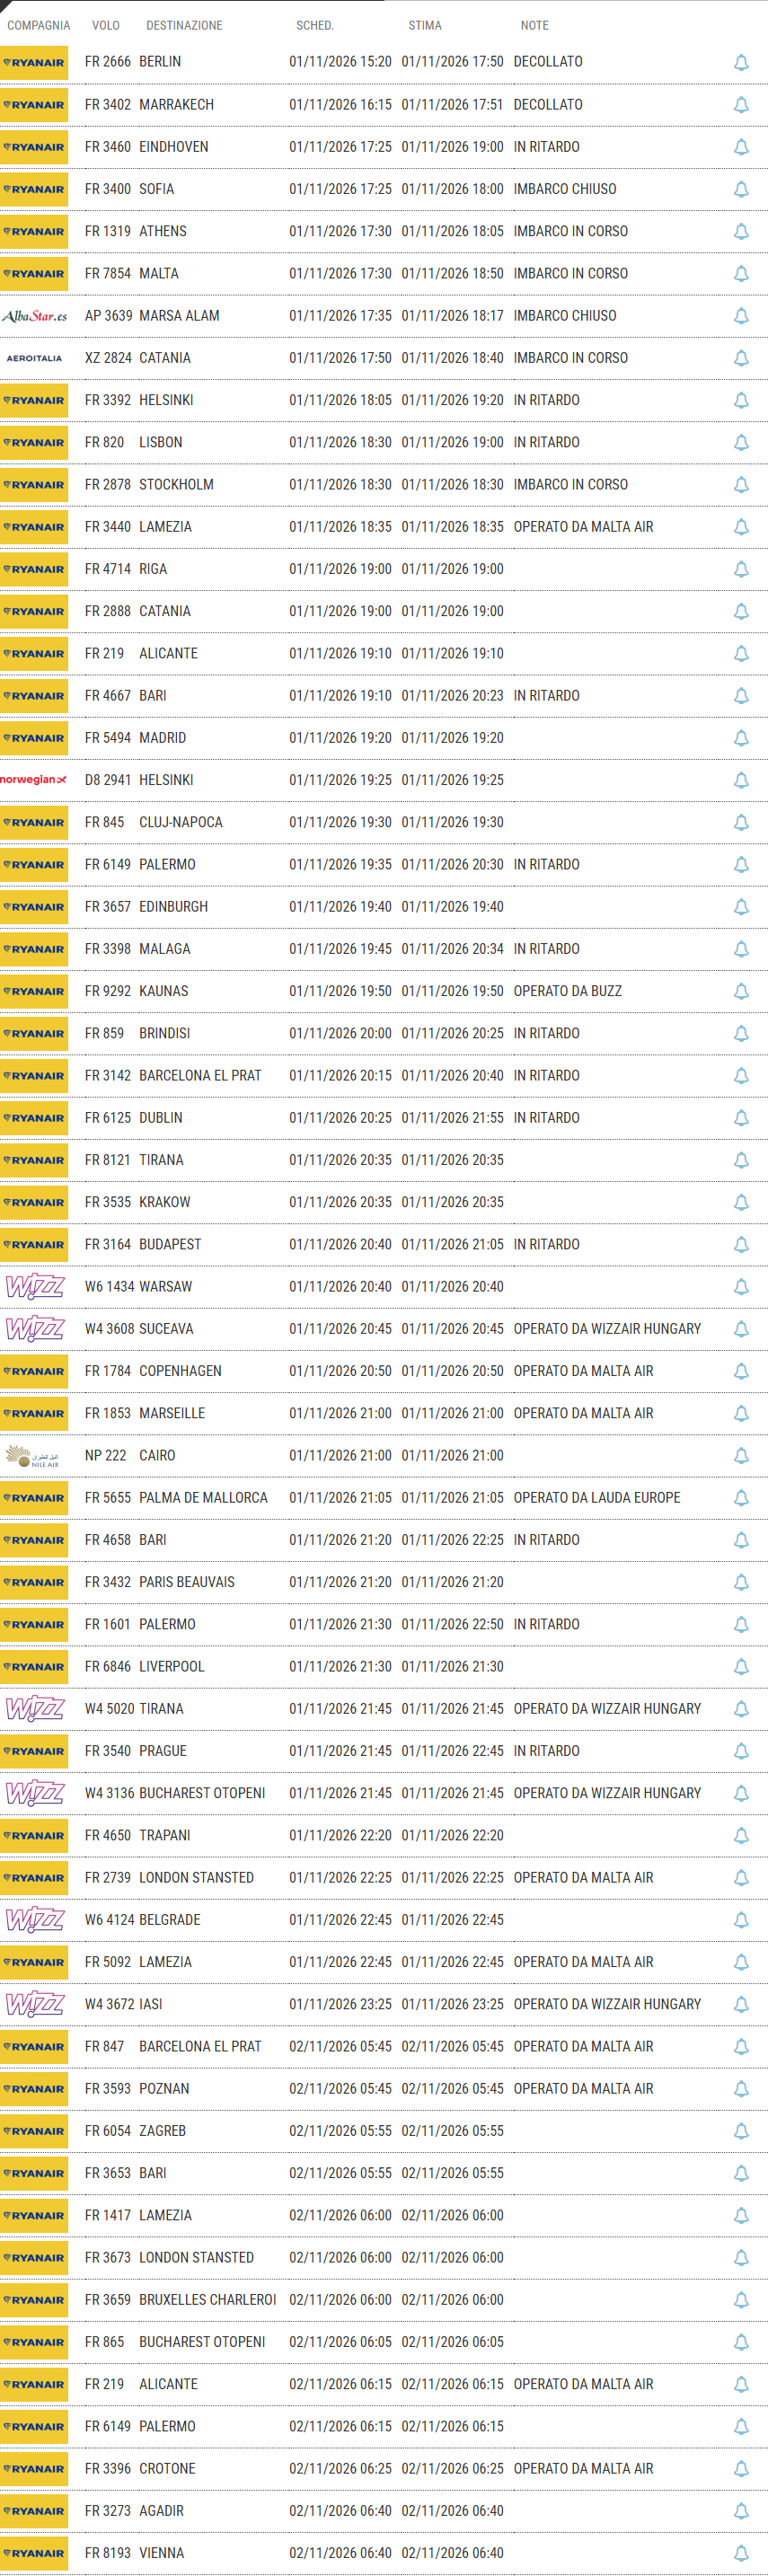 COMPAGNIA VOLO DESTINAZIONE SCHED. STIMA NOTE
RYANAIR FR 2666 BERLIN 01/11/2026 15:20 01/11/2026 17:50 DECOLLATO
RYANAIR FR 3402 MARRAKECH 01/11/2026 16:15 01/11/2026 17:51 DECOLLATO
RYANAIR FR 3460 EINDHOVEN 01/11/2026 17:25 01/11/2026 19:00 IN RITARDO
RYANAIR FR 3400 SOFIA 01/11/2026 17:25 01/11/2026 18:00 IMBARCO CHIUSO
RYANAIR FR 1319 ATHENS 01/11/2026 17:30 01/11/2026 18:05 IMBARCO IN CORSO
RYANAIR FR 7854 MALTA 01/11/2026 17:30 01/11/2026 18:50 IMBARCO IN CORSO
AlbaStar.es AP 3639 MARSA ALAM 01/11/2026 17:35 01/11/2026 18:17 IMBARCO CHIUSO
AEROITALIA XZ 2824 CATANIA 01/11/2026 17:50 01/11/2026 18:40 IMBARCO IN CORSO
RYANAIR FR 3392 HELSINKI 01/11/2026 18:05 01/11/2026 19:20 IN RITARDO
RYANAIR FR 820 LISBON 01/11/2026 18:30 01/11/2026 19:00 IN RITARDO
RYANAIR FR 2878 STOCKHOLM 01/11/2026 18:30 01/11/2026 18:30 IMBARCO IN CORSO
RYANAIR FR 3440 LAMEZIA 01/11/2026 18:35 01/11/2026 18:35 OPERATO DA MALTA AIR
RYANAIR FR 4714 RIGA 01/11/2026 19:00 01/11/2026 19:00
RYANAIR FR 2888 CATANIA 01/11/2026 19:00 01/11/2026 19:00
RYANAIR FR 219 ALICANTE 01/11/2026 19:10 01/11/2026 19:10
RYANAIR FR 4667 BARI 01/11/2026 19:10 01/11/2026 20:23 IN RITARDO
RYANAIR FR 5494 MADRID 01/11/2026 19:20 01/11/2026 19:20
norwegian D8 2941 HELSINKI 01/11/2026 19:25 01/11/2026 19:25
RYANAIR FR 845 CLUJ-NAPOCA 01/11/2026 19:30 01/11/2026 19:30
RYANAIR FR 6149 PALERMO 01/11/2026 19:35 01/11/2026 20:30 IN RITARDO
RYANAIR FR 3657 EDINBURGH 01/11/2026 19:40 01/11/2026 19:40
RYANAIR FR 3398 MALAGA 01/11/2026 19:45 01/11/2026 20:34 IN RITARDO
RYANAIR FR 9292 KAUNAS 01/11/2026 19:50 01/11/2026 19:50 OPERATO DA BUZZ
RYANAIR FR 859 BRINDISI 01/11/2026 20:00 01/11/2026 20:25 IN RITARDO
RYANAIR FR 3142 BARCELONA EL PRAT 01/11/2026 20:15 01/11/2026 20:40 IN RITARDO
RYANAIR FR 6125 DUBLIN 01/11/2026 20:25 01/11/2026 21:55 IN RITARDO
RYANAIR FR 8121 TIRANA 01/11/2026 20:35 01/11/2026 20:35
RYANAIR FR 3535 KRAKOW 01/11/2026 20:35 01/11/2026 20:35
RYANAIR FR 3164 BUDAPEST 01/11/2026 20:40 01/11/2026 21:05 IN RITARDO
WIZZ W6 1434 WARSAW 01/11/2026 20:40 01/11/2026 20:40
WIZZ W4 3608 SUCEAVA 01/11/2026 20:45 01/11/2026 20:45 OPERATO DA WIZZAIR HUNGARY
RYANAIR FR 1784 COPENHAGEN 01/11/2026 20:50 01/11/2026 20:50 OPERATO DA MALTA AIR
RYANAIR FR 1853 MARSEILLE 01/11/2026 21:00 01/11/2026 21:00 OPERATO DA MALTA AIR
النيل للطيران NILE AIR NP 222 CAIRO 01/11/2026 21:00 01/11/2026 21:00
RYANAIR FR 5655 PALMA DE MALLORCA 01/11/2026 21:05 01/11/2026 21:05 OPERATO DA LAUDA EUROPE
RYANAIR FR 4658 BARI 01/11/2026 21:20 01/11/2026 22:25 IN RITARDO
RYANAIR FR 3432 PARIS BEAUVAIS 01/11/2026 21:20 01/11/2026 21:20
RYANAIR FR 1601 PALERMO 01/11/2026 21:30 01/11/2026 22:50 IN RITARDO
RYANAIR FR 6846 LIVERPOOL 01/11/2026 21:30 01/11/2026 21:30
WIZZ W4 5020 TIRANA 01/11/2026 21:45 01/11/2026 21:45 OPERATO DA WIZZAIR HUNGARY
RYANAIR FR 3540 PRAGUE 01/11/2026 21:45 01/11/2026 22:45 IN RITARDO
WIZZ W4 3136 BUCHAREST OTOPENI 01/11/2026 21:45 01/11/2026 21:45 OPERATO DA WIZZAIR HUNGARY
RYANAIR FR 4650 TRAPANI 01/11/2026 22:20 01/11/2026 22:20
RYANAIR FR 2739 LONDON STANSTED 01/11/2026 22:25 01/11/2026 22:25 OPERATO DA MALTA AIR
WIZZ W6 4124 BELGRADE 01/11/2026 22:45 01/11/2026 22:45
RYANAIR FR 5092 LAMEZIA 01/11/2026 22:45 01/11/2026 22:45 OPERATO DA MALTA AIR
WIZZ W4 3672 IASI 01/11/2026 23:25 01/11/2026 23:25 OPERATO DA WIZZAIR HUNGARY
RYANAIR FR 847 BARCELONA EL PRAT 02/11/2026 05:45 02/11/2026 05:45 OPERATO DA MALTA AIR
RYANAIR FR 3593 POZNAN 02/11/2026 05:45 02/11/2026 05:45 OPERATO DA MALTA AIR
RYANAIR FR 6054 ZAGREB 02/11/2026 05:55 02/11/2026 05:55
RYANAIR FR 3653 BARI 02/11/2026 05:55 02/11/2026 05:55
RYANAIR FR 1417 LAMEZIA 02/11/2026 06:00 02/11/2026 06:00
RYANAIR FR 3673 LONDON STANSTED 02/11/2026 06:00 02/11/2026 06:00
RYANAIR FR 3659 BRUXELLES CHARLEROI 02/11/2026 06:00 02/11/2026 06:00
RYANAIR FR 865 BUCHAREST OTOPENI 02/11/2026 06:05 02/11/2026 06:05
RYANAIR FR 219 ALICANTE 02/11/2026 06:15 02/11/2026 06:15 OPERATO DA MALTA AIR
RYANAIR FR 6149 PALERMO 02/11/2026 06:15 02/11/2026 06:15
RYANAIR FR 3396 CROTONE 02/11/2026 06:25 02/11/2026 06:25 OPERATO DA MALTA AIR
RYANAIR FR 3273 AGADIR 02/11/2026 06:40 02/11/2026 06:40
RYANAIR FR 8193 VIENNA 02/11/2026 06:40 02/11/2026 06:40